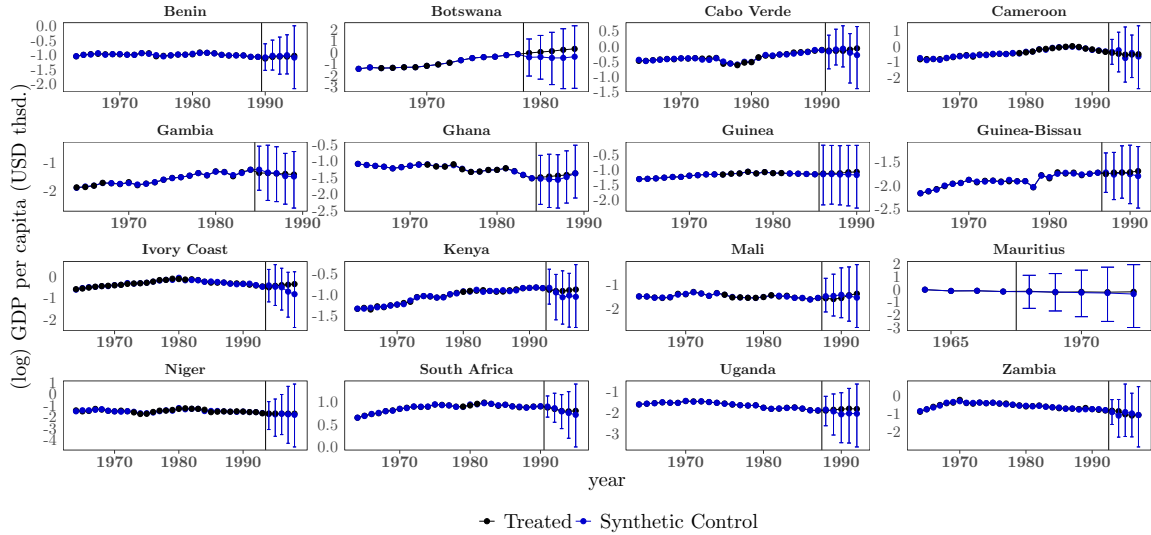 Benin
Botswana
Cabo Verde
Cameroon
0.0
-0.5
-1.0
-1.5
-2.0
1970 1980 1990
2
1
0
-1
-2
-3
1970 1980
0.5
0.0
-0.5
-1.0
-1.5
1970 1980 1990
1
0
-1
-2
1970 1980 1990
Gambia
Ghana
Guinea
Guinea-Bissau
-1
-2
1970 1980 1990
-0.5
-1.0
-1.5
-2.0
-2.5
1970 1980 1990
-0.5
-1.0
-1.5
-2.0
1970 1980 1990
-1.0
-1.5
-2.0
-2.5
1970 1980 1990
Ivory Coast
Kenya
Mali
Mauritius
0
-1
-2
1970 1980 1990
-0.5
-1.0
-1.5
1970 1980 1990
-1
-2
1970 1980 1990
2
1
0
-1
-2
-3
1965 1970
Niger
South Africa
Uganda
Zambia
1
0
-1
-2
-3
-4
1970 1980 1990
1.0
0.5
0.0
1970 1980 1990
-1
-2
-3
1970 1980 1990
0
-1
-2
1970 1980 1990
(log) GDP per capita (USD thsd.)
year
Treated Synthetic Control